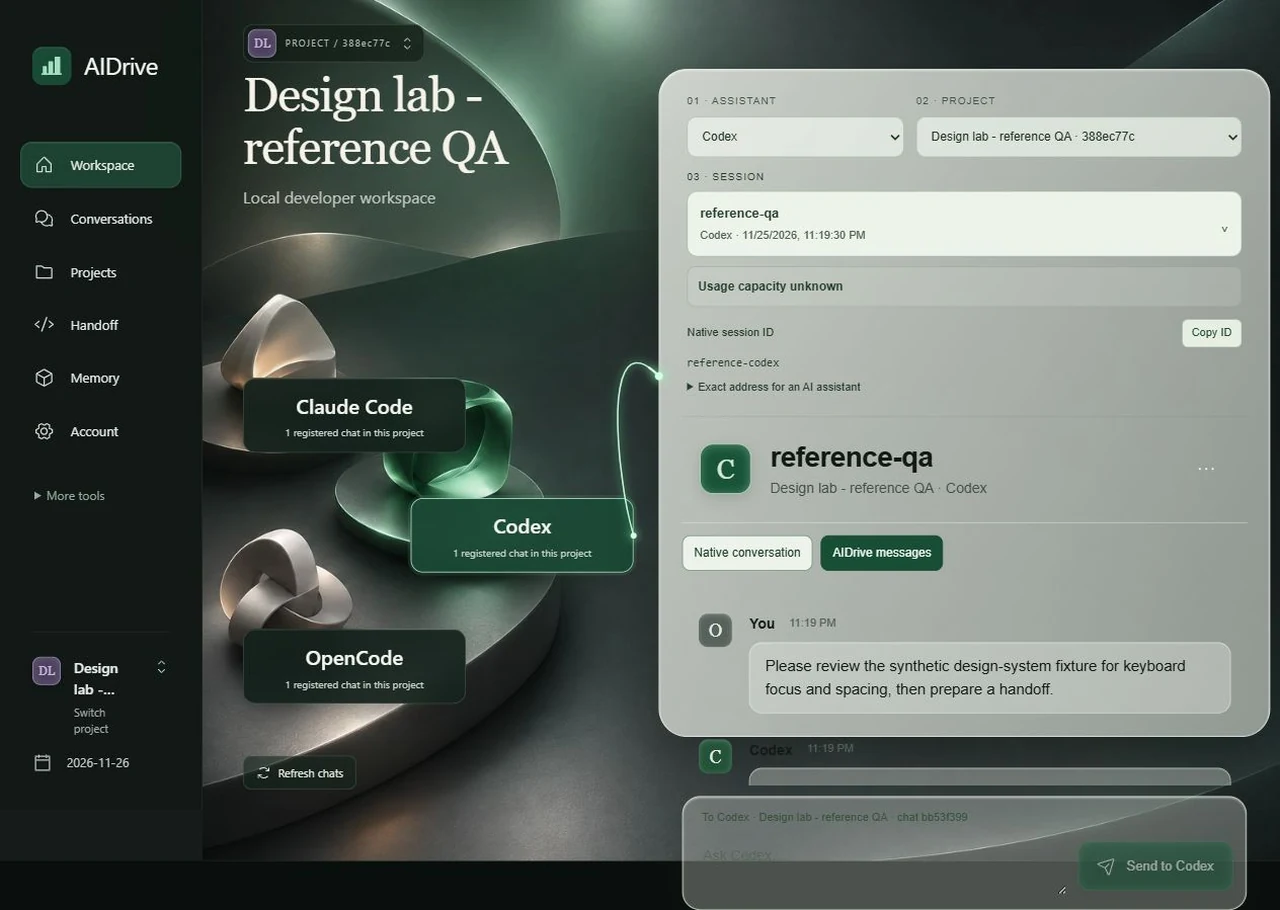 AIDrive
Workspace
Conversations
Projects
Handoff
Memory
Account
More tools
DL
Design
lab -...
Switch
project
2026-11-26
DL
PROJECT / 388ec77c
Design lab -
reference QA
Local developer workspace
Claude Code
1 registered chat in this project
Codex
1 registered chat in this project
OpenCode
1 registered chat in this project
Refresh chats
01 · ASSISTANT
02 · PROJECT
Codex
Design lab - reference QA · 388ec77c
03 · SESSION
reference-qa
Codex · 11/25/2026, 11:19:30 PM
v
Usage capacity unknown
Native session ID
Copy ID
reference-codex
Exact address for an AI assistant
C
reference-qa
Design lab - reference QA · Codex
...
Native conversation
AIDrive messages
O
You 11:19 PM
Please review the synthetic design-system fixture for keyboard
focus and spacing, then prepare a handoff.
C
Codex 11:19 PM
To Codex · Design lab - reference QA · chat bb53f399
Ask Codex...
Send to Codex